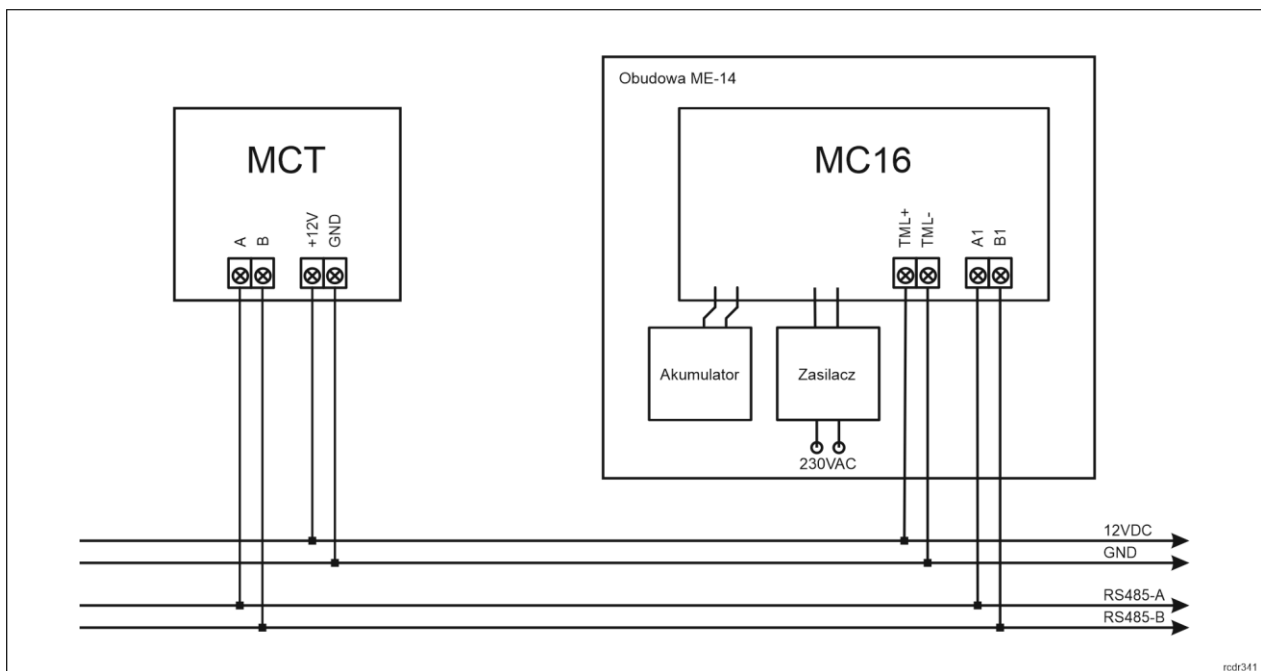 Obudowa ME-14
MCT
MC16
A
B
+12V
GND
TML+
TML-
A1
B1
Akumulator
Zasilacz
230VAC
12VDC
GND
RS485-A
RS485-B
rcdr341